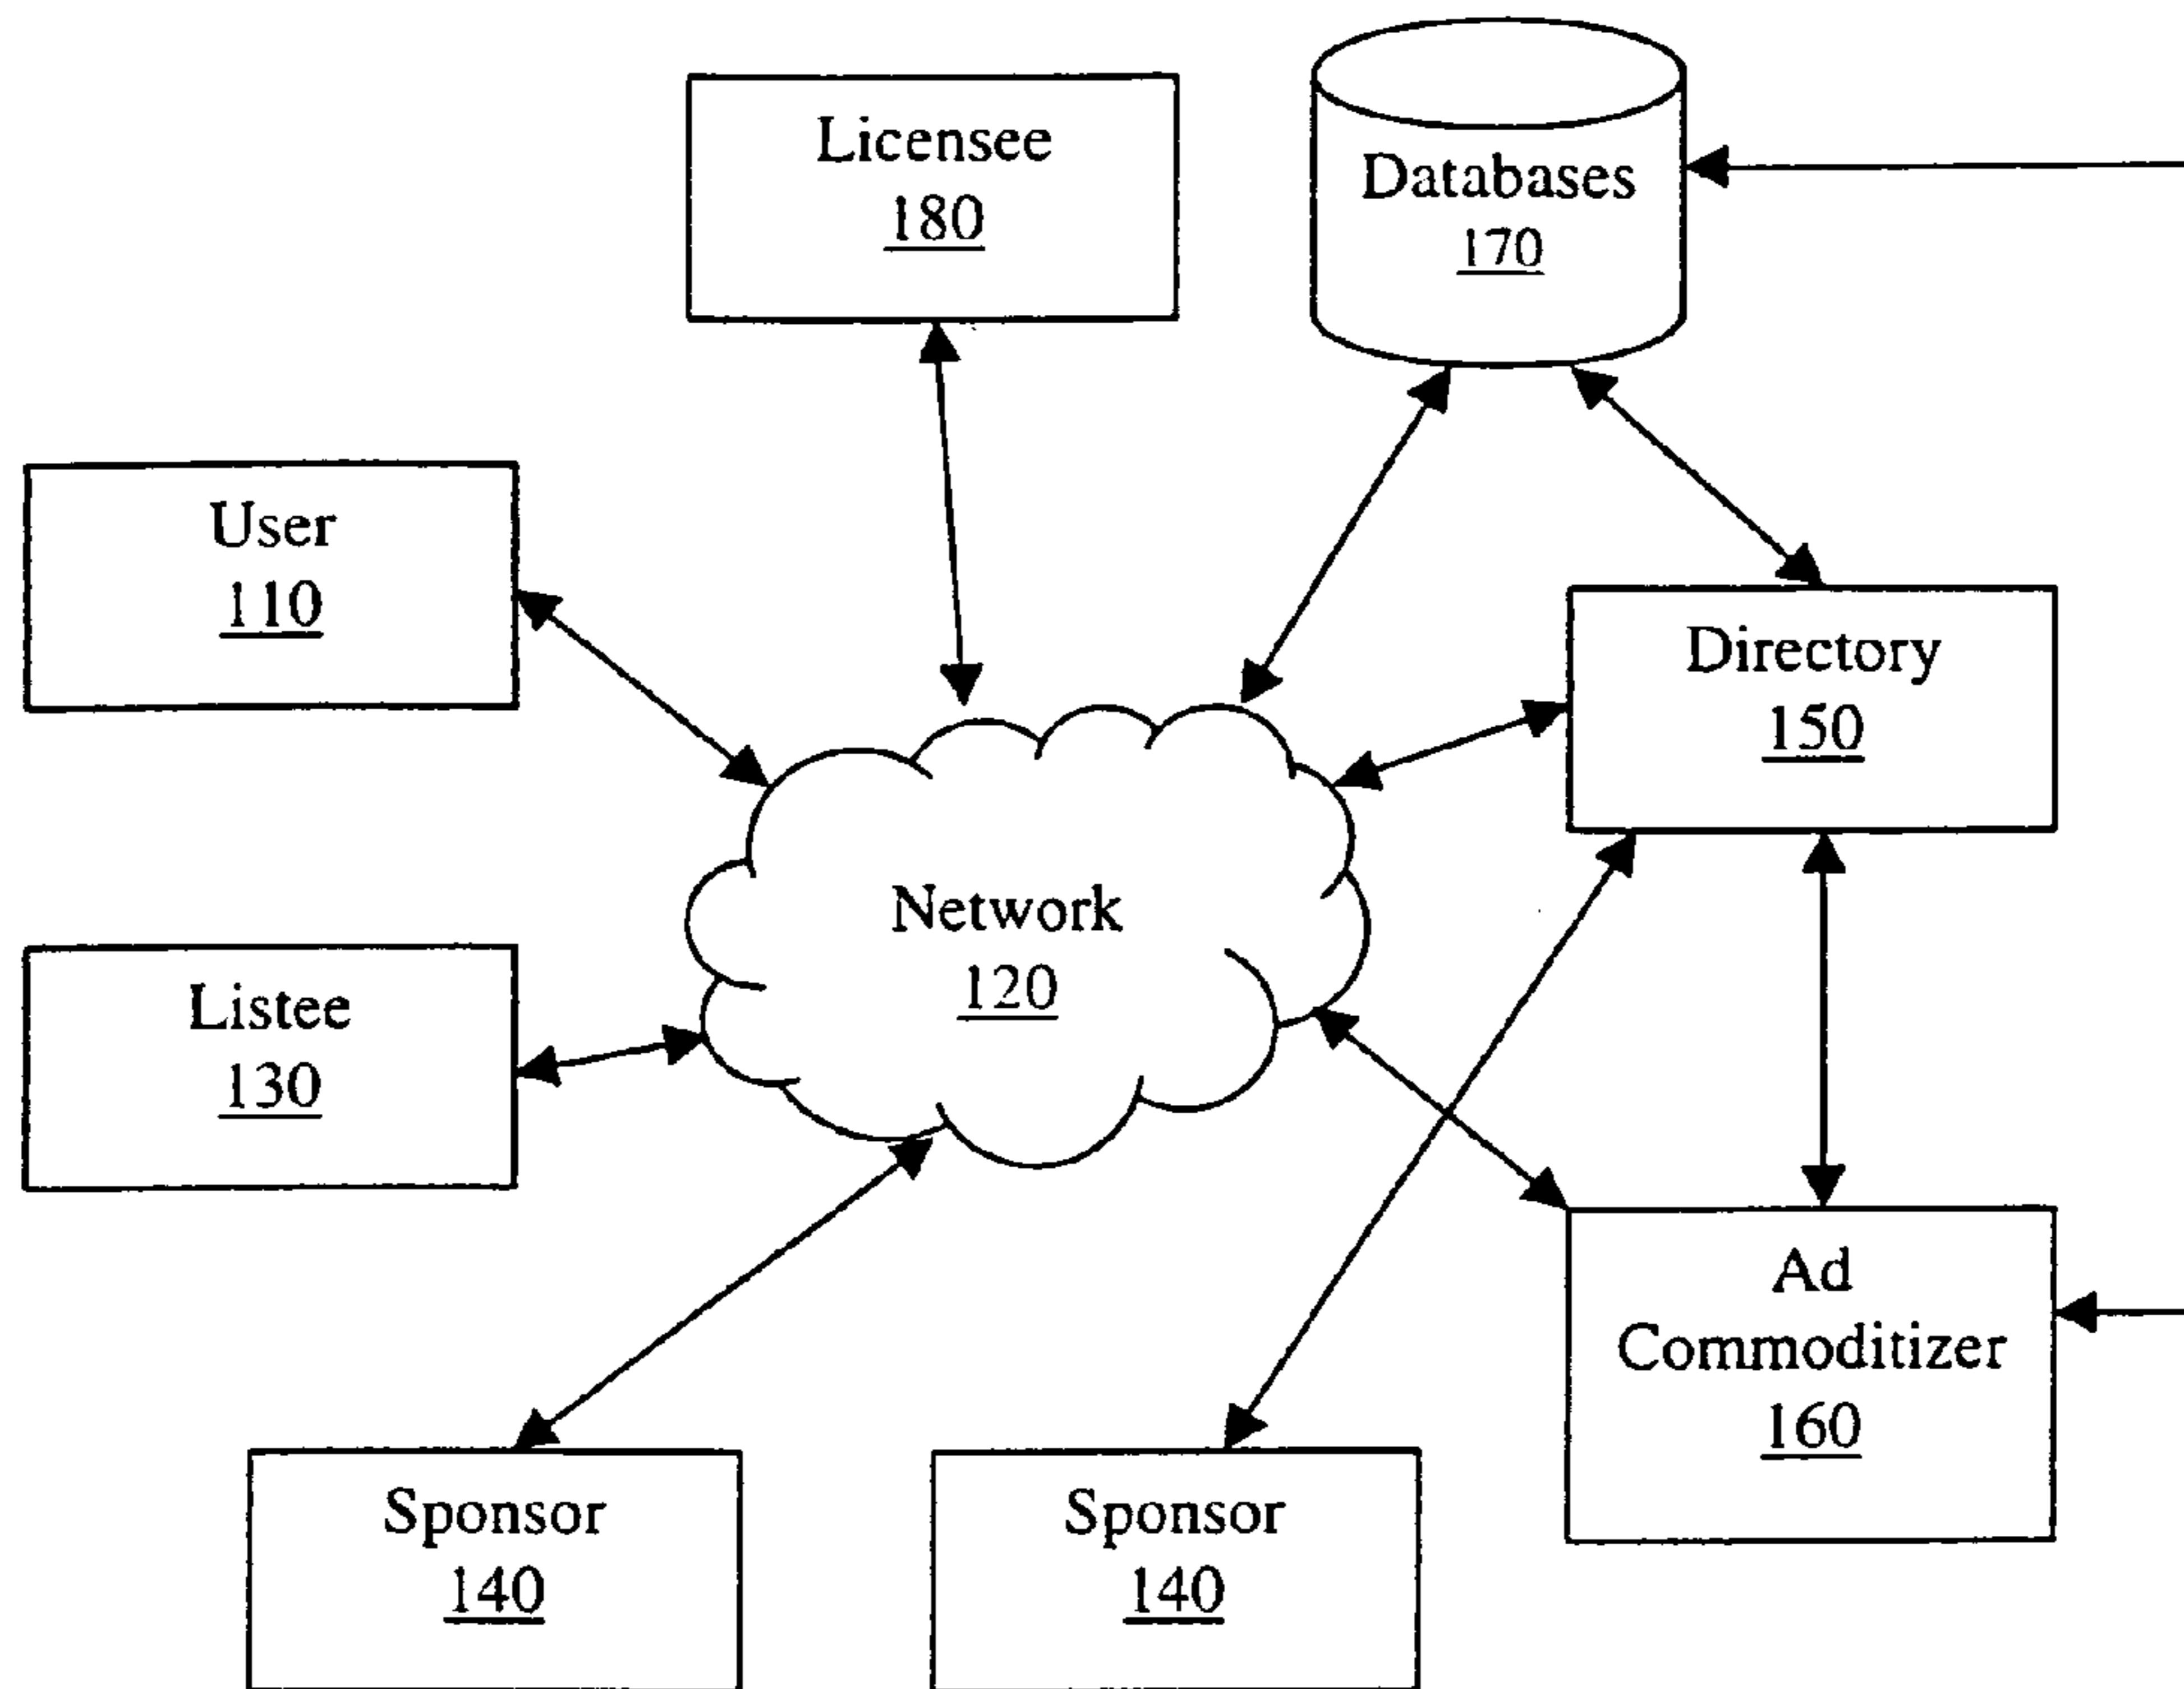 Licensee
180
Databases
170
User
110
Directory
150
Network
120
Listee
130
Ad
Commoditizer
160
Sponsor
140
Sponsor
140